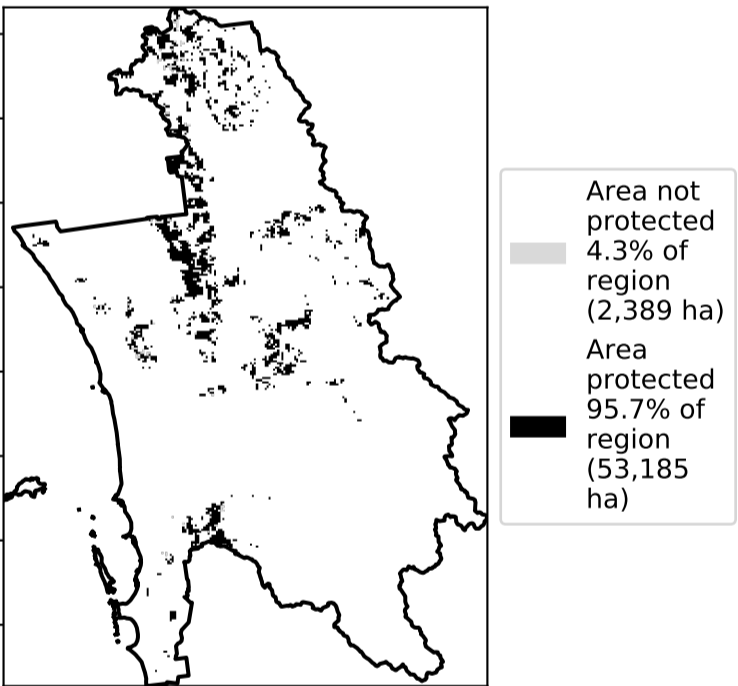 Area not
protected
4.3% of
region
(2,389 ha)
Area
protected
95.7% of
region
(53,185
ha)